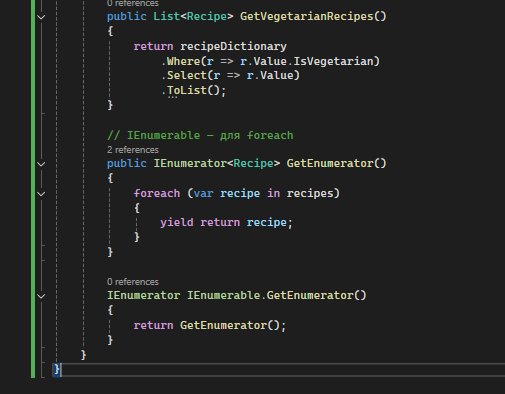 0 references
public List<Recipe> GetVegetarianRecipes()
{
return recipeDictionary
.Where(r => r.Value.IsVegetarian)
.Select(r => r.Value)
.ToList();
}
// IEnumerable — для foreach
2 references
public IEnumerator<Recipe> GetEnumerator()
{
foreach (var recipe in recipes)
{
yield return recipe;
}
}
0 references
IEnumerator IEnumerable.GetEnumerator()
{
return GetEnumerator();
}
}
}